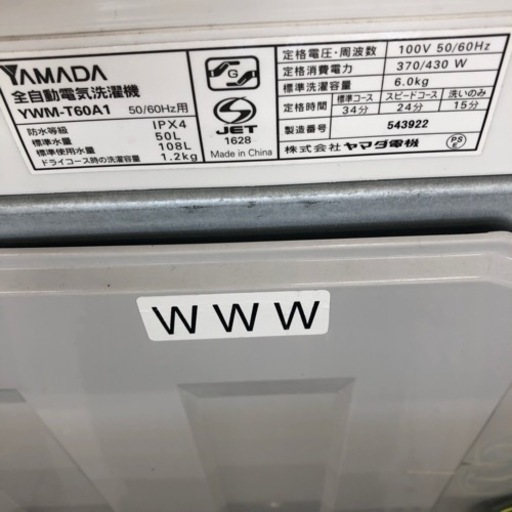 YAMADA
全自動電気洗濯機
YWM-T60A1 50/60Hz用
防水等級 IPX4
標準水量 50L
標準使用水量 108L
ドライコース時の洗濯容量 1.2kg
G
JET
1628
Made in China
定格電圧・周波数 100V 50/60Hz
定格消費電力 370/430 W
標準洗濯容量 6.0kg
定格時間 標準コース スピードコース 洗いのみ
34分 24分 15分
製造番号 543922
株式会社 ヤマダ電機
PS
E
W W W